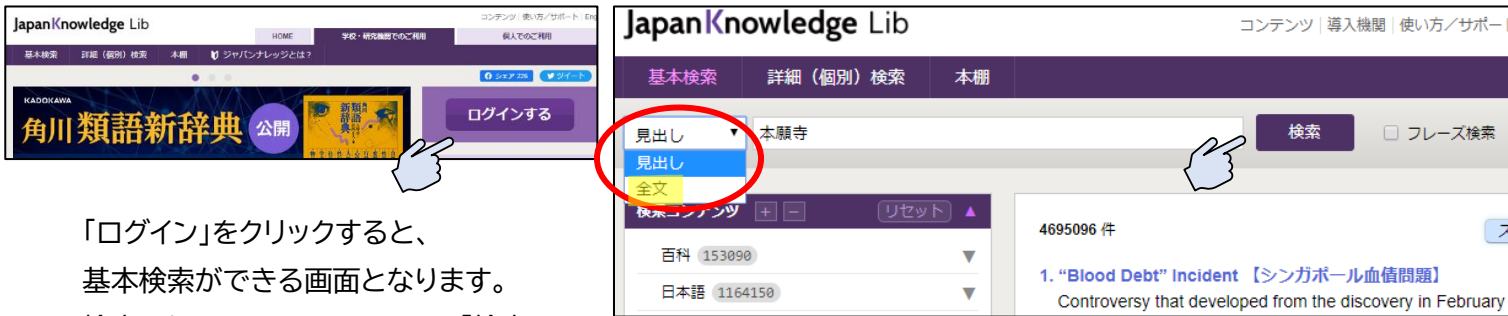 JapanKnowledge Lib
コンテンツ | 使い方／サポート | Eng
HOME 学校・研究機関でのご利用 個人でのご利用
基本検索 詳細（個別）検索 本棚 ジャパンナレッジとは？
シェア 226 ツイート
KADOKAWA
角川類語新辞典 公開
ログインする
「ログイン」をクリックすると、
基本検索ができる画面となります。
JapanKnowledge Lib
コンテンツ | 導入機関 | 使い方／サポート
基本検索 詳細（個別）検索 本棚
見出し ▼ 本願寺 検索 フレーズ検索
見出し
全文
検索コンテンツ + － リセット ▲
百科 153090 ▼
日本語 1164150 ▼
4695096 件
1. “Blood Debt” Incident 【シンガポール血債問題】
Controversy that developed from the discovery in February